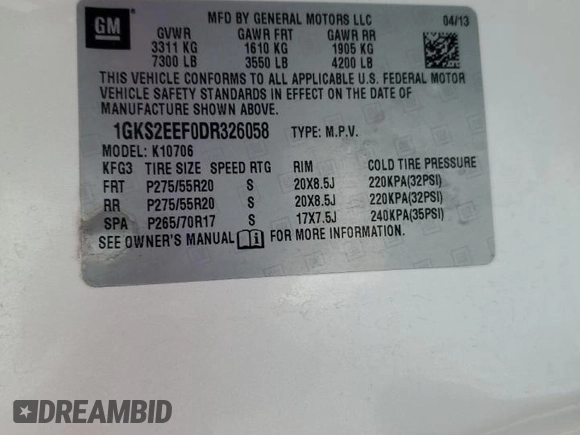 GM
MFD BY GENERAL MOTORS LLC 04/13
GVWR GAWR FRT GAWR RR
3311 KG 1610 KG 1905 KG
7300 LB 3550 LB 4200 LB
THIS VEHICLE CONFORMS TO ALL APPLICABLE U.S. FEDERAL MOTOR
VEHICLE SAFETY STANDARDS IN EFFECT ON THE DATE OF
MANUFACTURE SHOWN ABOVE.
1GKS2EEF0DR326058 TYPE: M.P.V.
MODEL: K10706
KFG3 TIRE SIZE SPEED RTG RIM COLD TIRE PRESSURE
FRT P275/55R20 S 20X8.5J 220KPA(32PSI)
RR P275/55R20 S 20X8.5J 220KPA(32PSI)
SPA P265/70R17 S 17X7.5J 240KPA(35PSI)
SEE OWNER'S MANUAL i FOR MORE INFORMATION.
DREAMBID